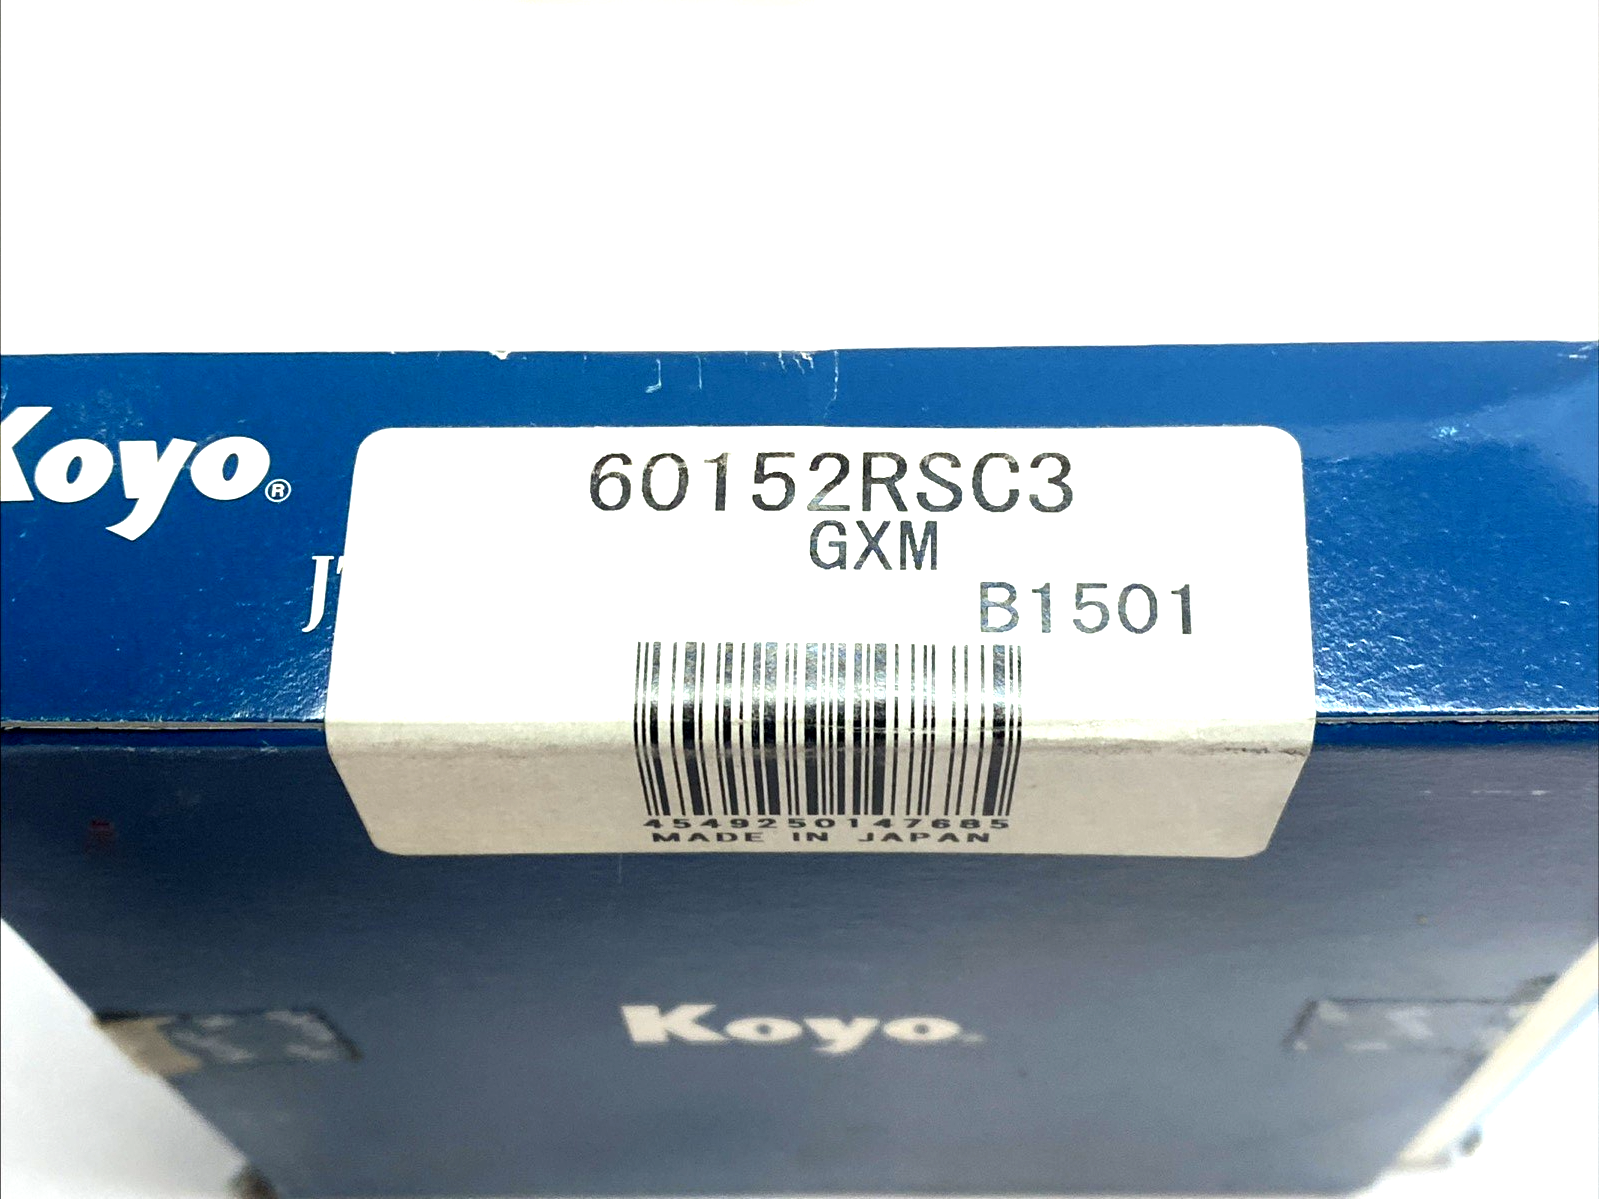 Koyo®
60152RSC3
GXM
B1501
4549250147685
MADE IN JAPAN
Koyo.